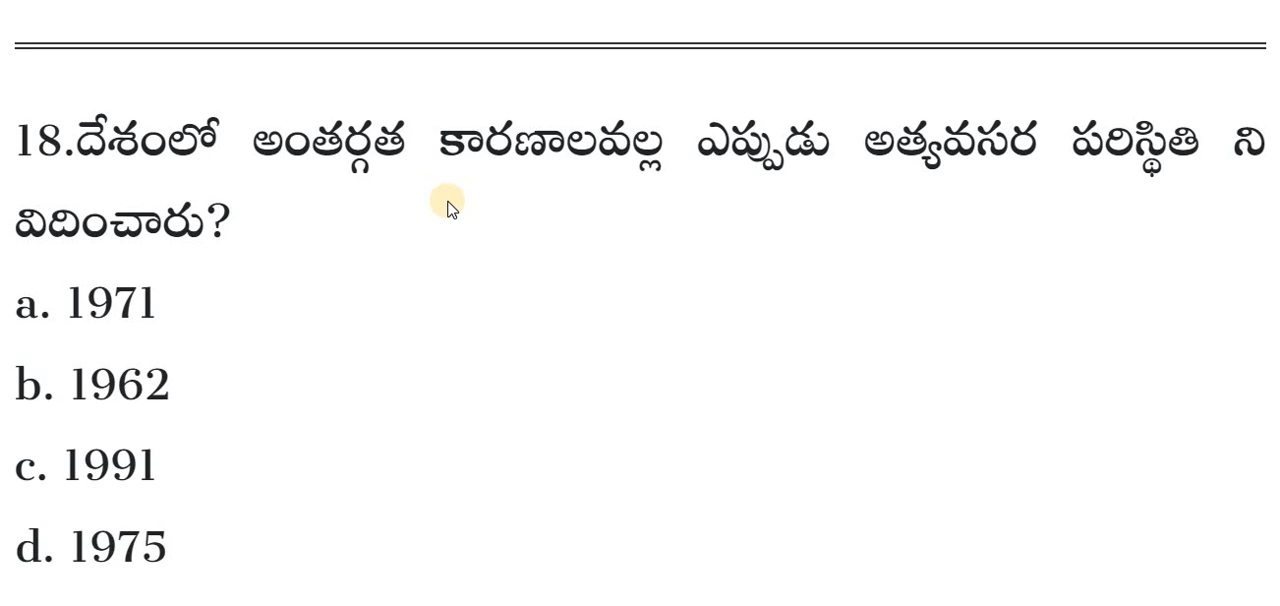 18.దేశంలో అంతర్గత కారణాలవల్ల ఎప్పుడు అత్యవసర పరిస్థితి ని
విదించారు?
a. 1971
b. 1962
c. 1991
d. 1975